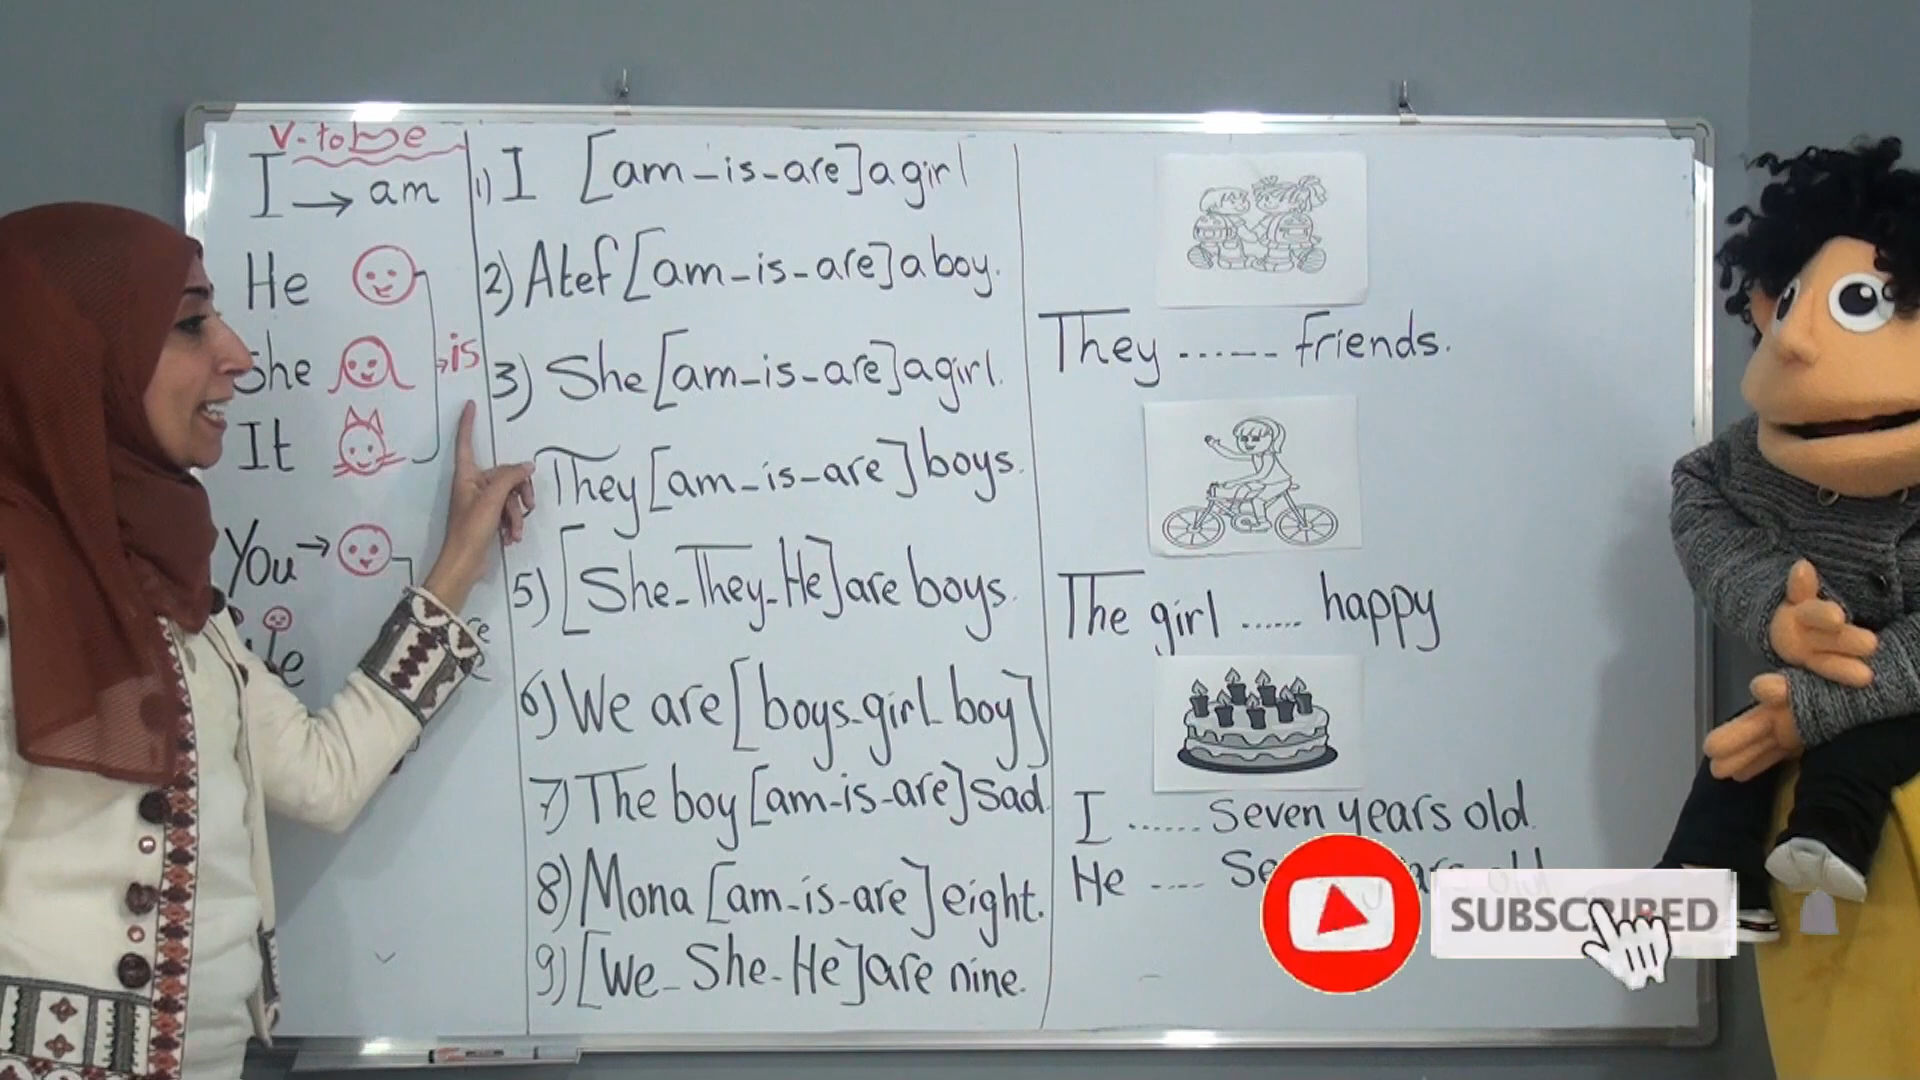 V. to be
I → am
He
She
It
is
You →
1) I [am-is-are] a girl
2) Atef [am-is-are] a boy.
3) She [am-is-are] a girl.
They [am-is-are] boys.
5) [She-They-He] are boys.
6) We are [boys-girl-boy]
7) The boy [am-is-are] sad
8) Mona [am-is-are] eight.
9) [We-She-He] are nine.
They ...... friends.
The girl ...... happy
I ...... seven years old.
He .... old
SUBSCRIBED